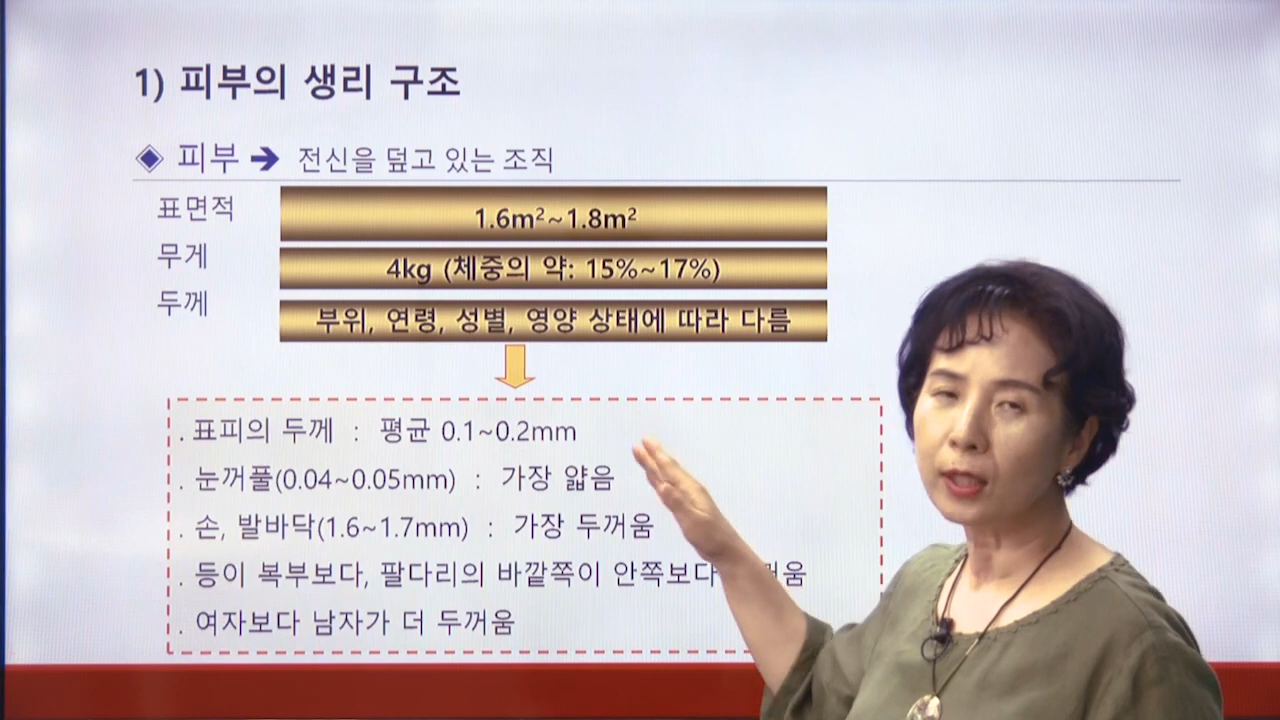 1) 피부의 생리 구조
◈ 피부 ➔ 전신을 덮고 있는 조직
표면적 1.6m²~1.8m²
무게 4kg (체중의 약: 15%~17%)
두께 부위, 연령, 성별, 영양 상태에 따라 다름
. 표피의 두께 : 평균 0.1~0.2mm
. 눈꺼풀(0.04~0.05mm) : 가장 얇음
. 손, 발바닥(1.6~1.7mm) : 가장 두꺼움
. 등이 복부보다, 팔다리의 바깥쪽이 안쪽보다
. 여자보다 남자가 더 두꺼움